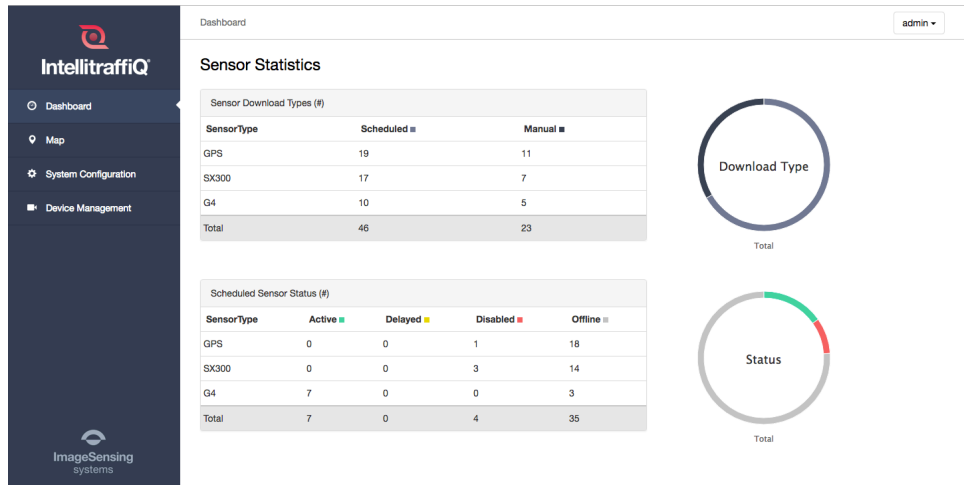 IntellitraffiQ
Dashboard
Map
System Configuration
Device Management
ImageSensing
systems
Dashboard
admin
Sensor Statistics
Sensor Download Types (#)
SensorType Scheduled Manual
GPS 19 11
SX300 17 7
G4 10 5
Total 46 23
Download Type
Total
Scheduled Sensor Status (#)
SensorType Active Delayed Disabled Offline
GPS 0 0 1 18
SX300 0 0 3 14
G4 7 0 0 3
Total 7 0 4 35
Status
Total